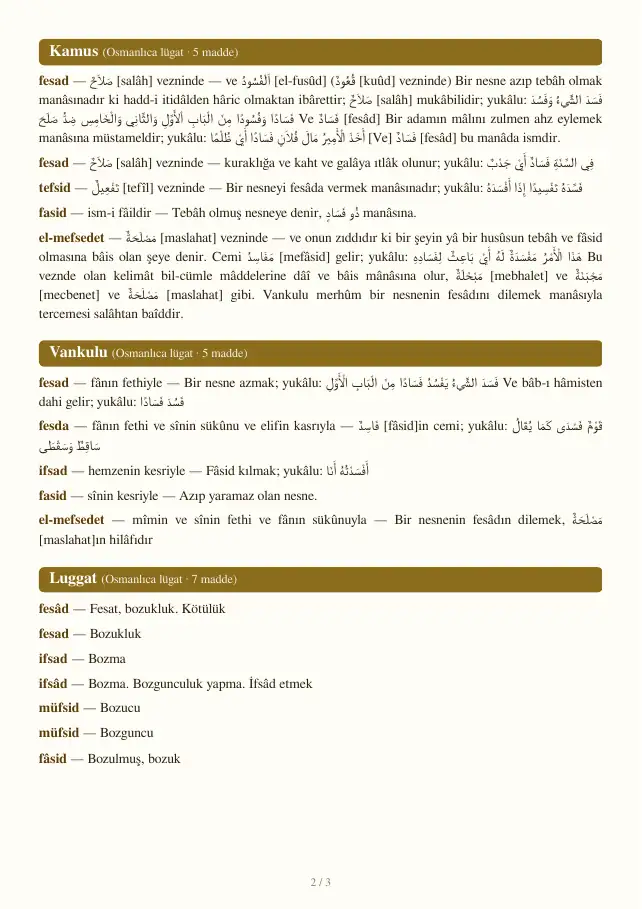 Kamus (Osmanlıca lügat · 5 madde)
fesad — صَلَاحٌ [salâh] vezninde — ve اَلْفُسُودُ [el-fusûd] (قُعُودٌ [kuûd] vezninde) Bir nesne azıp tebâh olmak
manâsınadır ki hadd-i itidâlden hâric olmaktan ibârettir; صَلَاحٌ [salâh] mukâbilidir; yukâlu: فَسَدَ الشَّيْءُ وَفَسُدَ
فَسَادًا وَفُسُودًا مِنَ الْبَابِ الْأَوَّلِ وَالثَّانِي وَالْخَامِسِ ضِدُّ صَلَحَ Ve فَسَادٌ [fesâd] Bir adamın mâlını zulmen ahz eylemek
manâsına müstameldir; yukâlu: أَخَذَ الْأَمِيرُ مَالَ فُلَانٍ فَسَادًا أَيْ ظُلْمًا [Ve] فَسَادٌ [fesad] bu manâda ismdir.
fesad — صَلَاحٌ [salâh] vezninde — kuraklığa ve kaht ve galâya ıtlâk olunur; yukâlu: فِي السَّنَةِ فَسَادٌ أَيْ جَدْبٌ
tefsid — تَفْعِيلٌ [tefîl] vezninde — Bir nesneyi fesâda vermek manâsınadır; yukâlu: فَسَّدَهُ تَفْسِيدًا إِذَا أَفْسَدَهُ
fasid — ism-i fâildir — Tebâh olmuş nesneye denir, ذُو فَسَادٍ manâsına.
el-mefsedet — مَصْلَحَةٌ [maslahat] vezninde — ve onun zıddıdır ki bir şeyin yâ bir husûsun tebâh ve fâsid
olmasına bâis olan şeye denir. Cemi مَفَاسِدُ [mefâsid] gelir; yukâlu: هَذَا الْأَمْرُ مَفْسَدَةٌ لَهُ أَيْ بَاعِثٌ لِفَسَادِهِ Bu
veznde olan kelimât bil-cümle mâddelerine dâî ve bâis mânâsına olur, مَبْخَلَةٌ [mebhalet] ve مَجْبَنَةٌ
[mecbenet] ve مَصْلَحَةٌ [maslahat] gibi. Vankulu merhûm bir nesnenin fesâdını dilemek manâsıyla
tercemesi salâhtan baîddir.
Vankulu (Osmanlıca lügat · 5 madde)
fesad — fânın fethiyle — Bir nesne azmak; yukâlu: فَسَدَ الشَّيْءُ يَفْسُدُ فَسَادًا مِنَ الْبَابِ الْأَوَّلِ Ve bâb-ı hâmisten
dahi gelir; yukâlu: فَسُدَ فَسَادًا
fesda — fânın fethi ve sînin sükûnu ve elifin kasrıyla — فَاسِدٌ [fâsid]in cemi; yukâlu: قَوْمٌ فَسْدَى كَمَا يُقَالُ
سَاقِطٌ وَسَقْطَى
ifsad — hemzenin kesriyle — Fâsid kılmak; yukâlu: أَفْسَدْتُهُ أَنَا
fasid — sînin kesriyle — Azıp yaramaz olan nesne.
el-mefsedet — mîmin ve sînin fethi ve fânın sükûnuyla — Bir nesnenin fesâdın dilemek, مَصْلَحَةٌ
[maslahat]ın hilâfıdır
Luggat (Osmanlıca lügat · 7 madde)
fesâd — Fesat, bozukluk. Kötülük
fesad — Bozukluk
ifsad — Bozma
ifsâd — Bozma. Bozgunculuk yapma. İfsâd etmek
müfsid — Bozucu
müfsid — Bozguncu
fâsid — Bozulmuş, bozuk
2 / 3